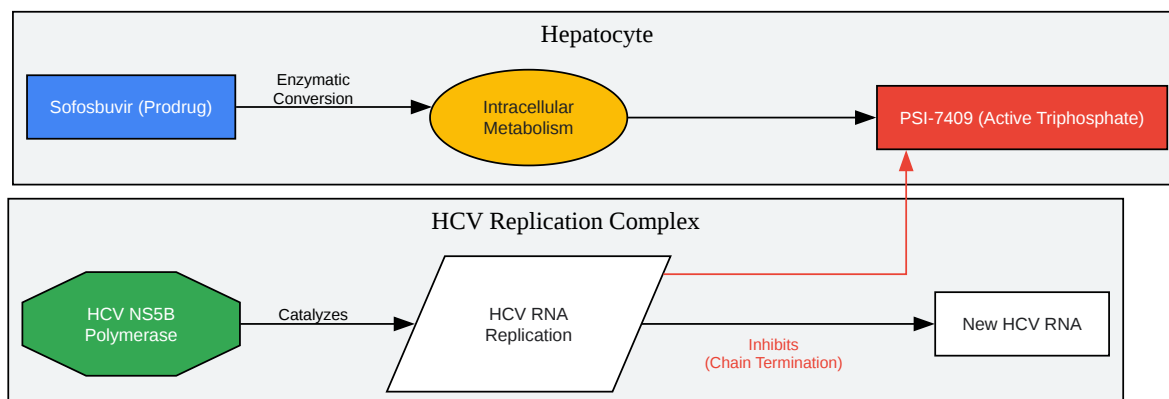 Hepatocyte
Sofosbuvir (Prodrug)
Enzymatic
Conversion
Intracellular
Metabolism
PSI-7409 (Active Triphosphate)
HCV Replication Complex
HCV NS5B
Polymerase
Catalyzes
HCV RNA
Replication
Inhibits
(Chain Termination)
New HCV RNA